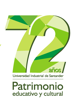 72
años
Universidad Industrial de Santander
Patrimonio
educativo y cultural